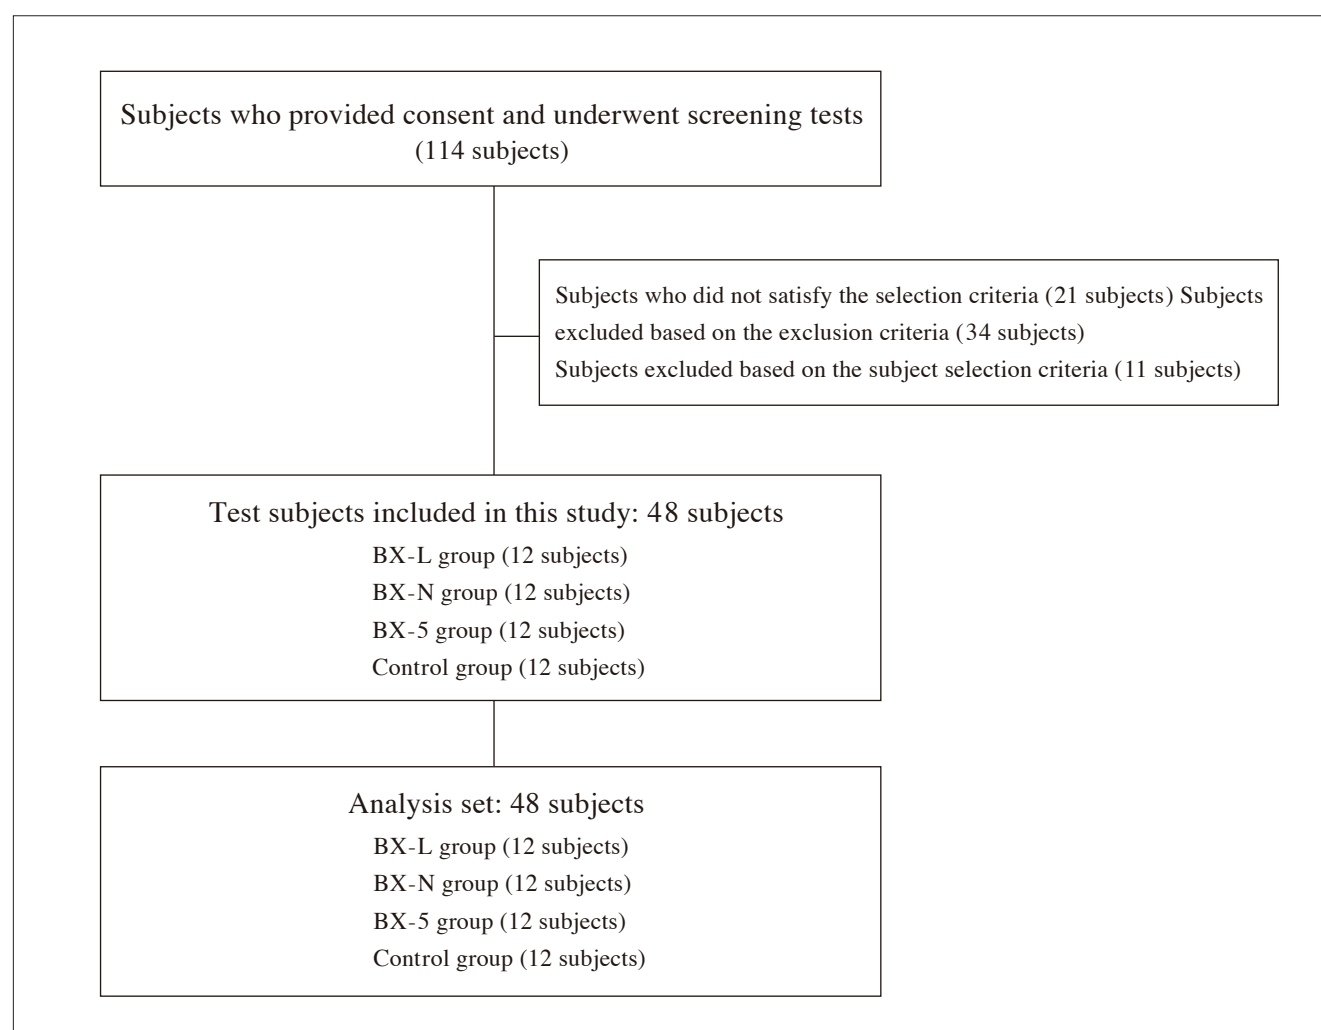 Subjects who provided consent and underwent screening tests
(114 subjects)
Subjects who did not satisfy the selection criteria (21 subjects) Subjects
excluded based on the exclusion criteria (34 subjects)
Subjects excluded based on the subject selection criteria (11 subjects)
Test subjects included in this study: 48 subjects
BX-L group (12 subjects)
BX-N group (12 subjects)
BX-5 group (12 subjects)
Control group (12 subjects)
Analysis set: 48 subjects
BX-L group (12 subjects)
BX-N group (12 subjects)
BX-5 group (12 subjects)
Control group (12 subjects)